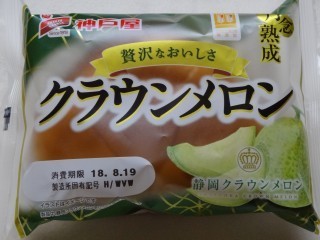 神戸屋
熟成
贅沢なおいしさ
クラウンメロン
消費期限 18.8.19
製造所固有記号 H/WVW
静岡クラウンメロン